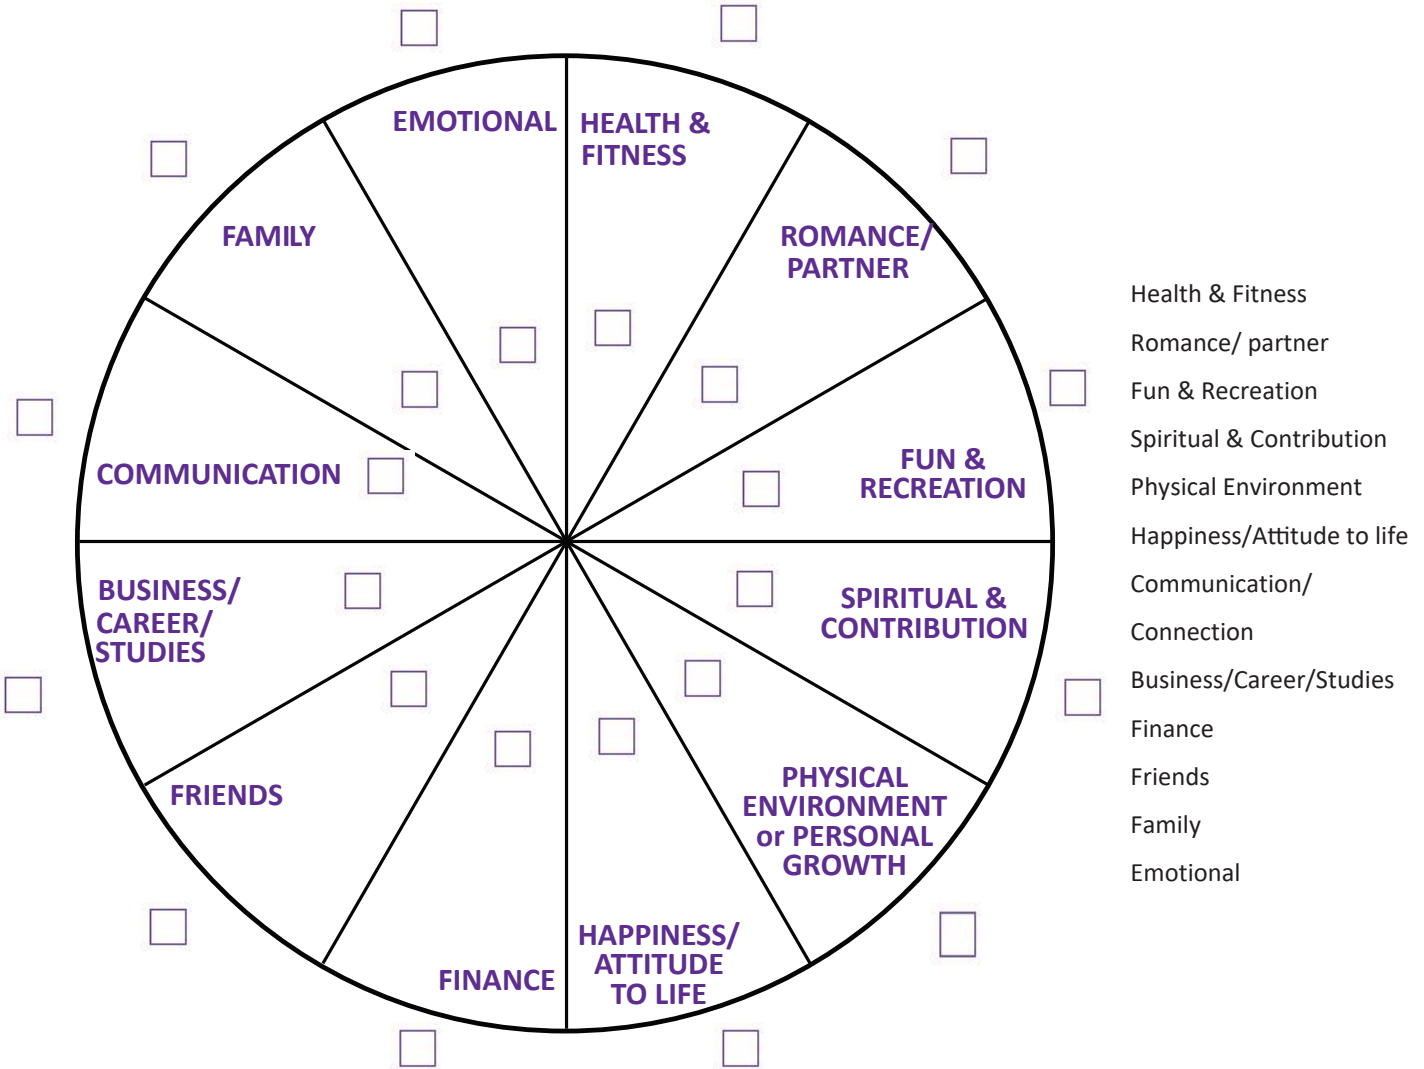 EMOTIONAL
HEALTH &
FITNESS
FAMILY
ROMANCE/
PARTNER
COMMUNICATION
FUN &
RECREATION
BUSINESS/
CAREER/
STUDIES
SPIRITUAL &
CONTRIBUTION
FRIENDS
PHYSICAL
ENVIRONMENT
or PERSONAL
GROWTH
FINANCE
HAPPINESS/
ATTITUDE
TO LIFE
Health & Fitness
Romance/ partner
Fun & Recreation
Spiritual & Contribution
Physical Environment
Happiness/Attitude to life
Communication/
Connection
Business/Career/Studies
Finance
Friends
Family
Emotional